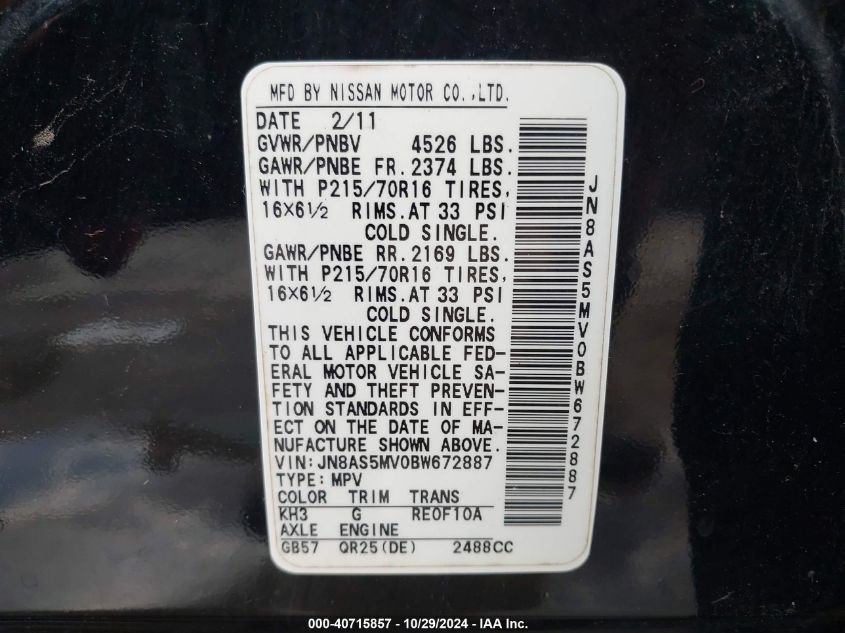 MFD BY NISSAN MOTOR CO.,LTD.
DATE 2/11
GVWR/PNBV 4526 LBS.
GAWR/PNBE FR. 2374 LBS.
WITH P215/70R16 TIRES,
16X6½ RIMS. AT 33 PSI
COLD SINGLE.
GAWR/PNBE RR. 2169 LBS.
WITH P215/70R16 TIRES,
16X6½ RIMS. AT 33 PSI
COLD SINGLE.
THIS VEHICLE CONFORMS
TO ALL APPLICABLE FED-
ERAL MOTOR VEHICLE SA-
FETY AND THEFT PREVEN-
TION STANDARDS IN EFF-
ECT ON THE DATE OF MA-
NUFACTURE SHOWN ABOVE.
VIN: JN8AS5MV0BW672887
TYPE: MPV
COLOR TRIM TRANS
KH3 G RE0F10A
AXLE ENGINE
GB57 QR25(DE) 2488CC
JN8AS5MV0BW672887
000-40715857 - 10/29/2024 - IAA Inc.